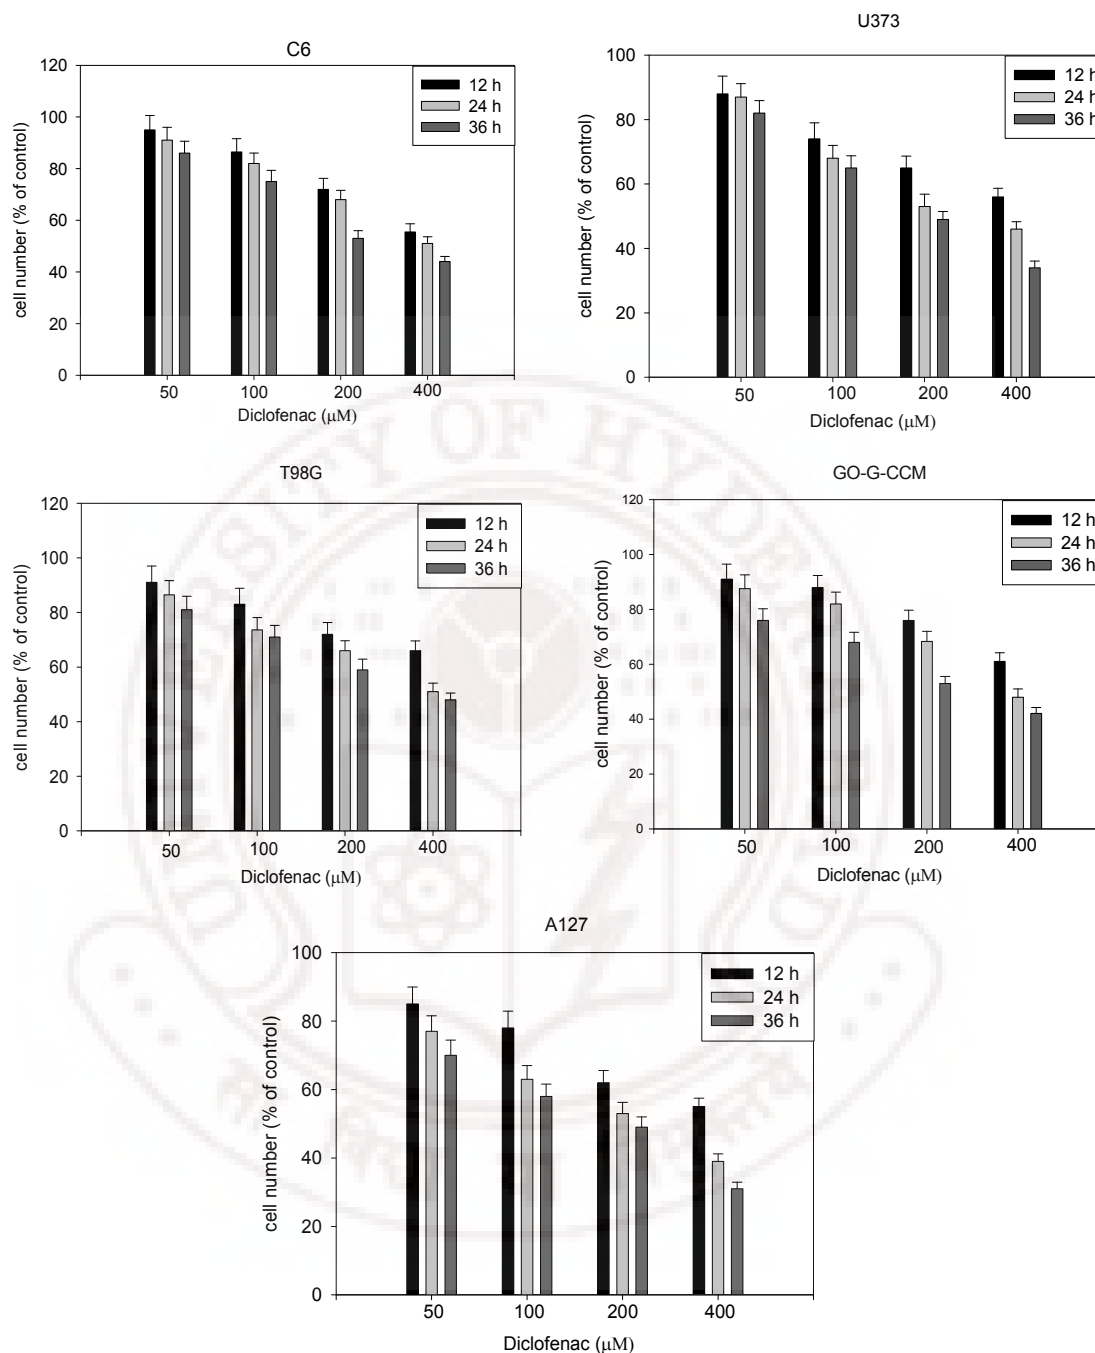 C6
cell number (% of control)
120
100
80
60
40
20
0
12 h
24 h
36 h
50 100 200 400
Diclofenac (μM)
U373
cell number (% of control)
100
80
60
40
20
0
12 h
24 h
36 h
50 100 200 400
Diclofenac (μM)
T98G
cell number (% of control)
120
100
80
60
40
20
0
12 h
24 h
36 h
50 100 200 400
Diclofenac (μM)
GO-G-CCM
cell number (% of control)
120
100
80
60
40
20
0
12 h
24 h
36 h
50 100 200 400
Diclofenac (μM)
A127
cell number (% of control)
100
80
60
40
20
0
12 h
24 h
36 h
50 100 200 400
Diclofenac (μM)
UNIVERSITY OF HYDERABAD